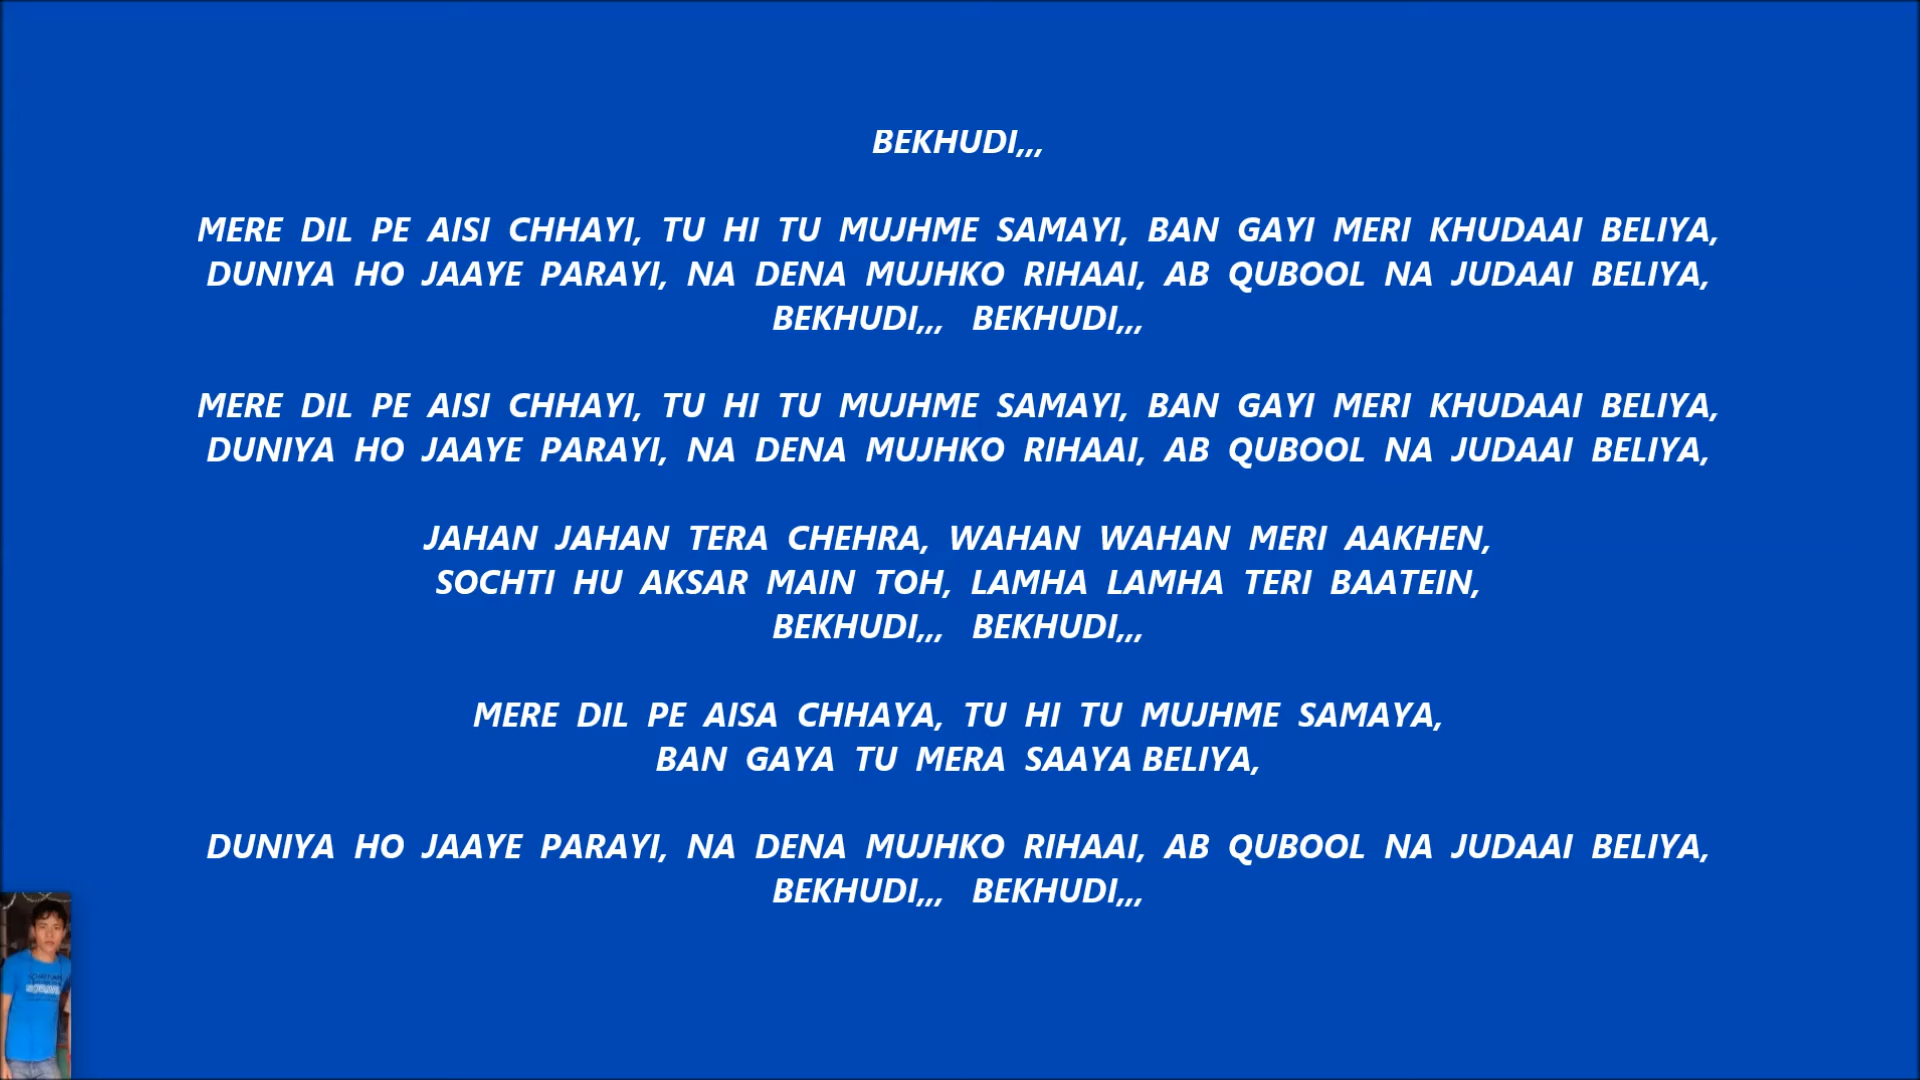 BEKHUDI,,,
MERE DIL PE AISI CHHAYI, TU HI TU MUJHME SAMAYI, BAN GAYI MERI KHUDAAI BELIYA,
DUNIYA HO JAAYE PARAYI, NA DENA MUJHKO RIHAAI, AB QUBOOL NA JUDAAI BELIYA,
BEKHUDI,,, BEKHUDI,,,
MERE DIL PE AISI CHHAYI, TU HI TU MUJHME SAMAYI, BAN GAYI MERI KHUDAAI BELIYA,
DUNIYA HO JAAYE PARAYI, NA DENA MUJHKO RIHAAI, AB QUBOOL NA JUDAAI BELIYA,
JAHAN JAHAN TERA CHEHRA, WAHAN WAHAN MERI AAKHEN,
SOCHTI HU AKSAR MAIN TOH, LAMHA LAMHA TERI BAATEIN,
BEKHUDI,,, BEKHUDI,,,
MERE DIL PE AISA CHHAYA, TU HI TU MUJHME SAMAYA,
BAN GAYA TU MERA SAAYA BELIYA,
DUNIYA HO JAAYE PARAYI, NA DENA MUJHKO RIHAAI, AB QUBOOL NA JUDAAI BELIYA,
BEKHUDI,,, BEKHUDI,,,